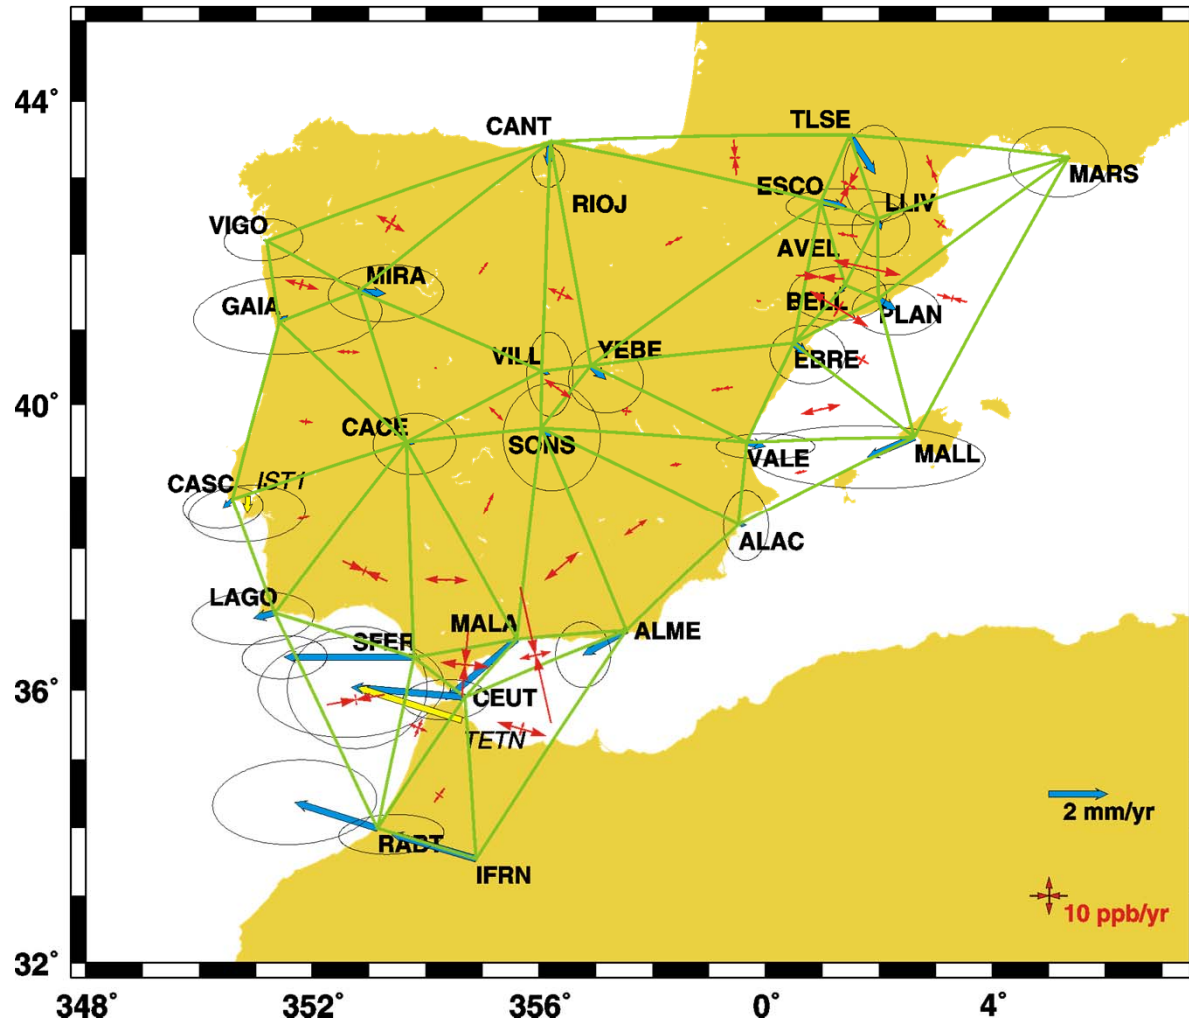 44°
CANT
TLSE
MARS
ESCO
RIOJ
LLIV
VIGO
AVEL
MIRA
GAIA
BELL
PLAN
VILL
YEBE
EBRE
40°
CACE
SONS
VALE
MALL
CASC
IST1
ALAC
LAGO
MALA
ALME
SFER
36°
CEUT
TETN
2 mm/yr
RABT
IFRN
10 ppb/yr
32°
348° 352° 356° 0° 4°